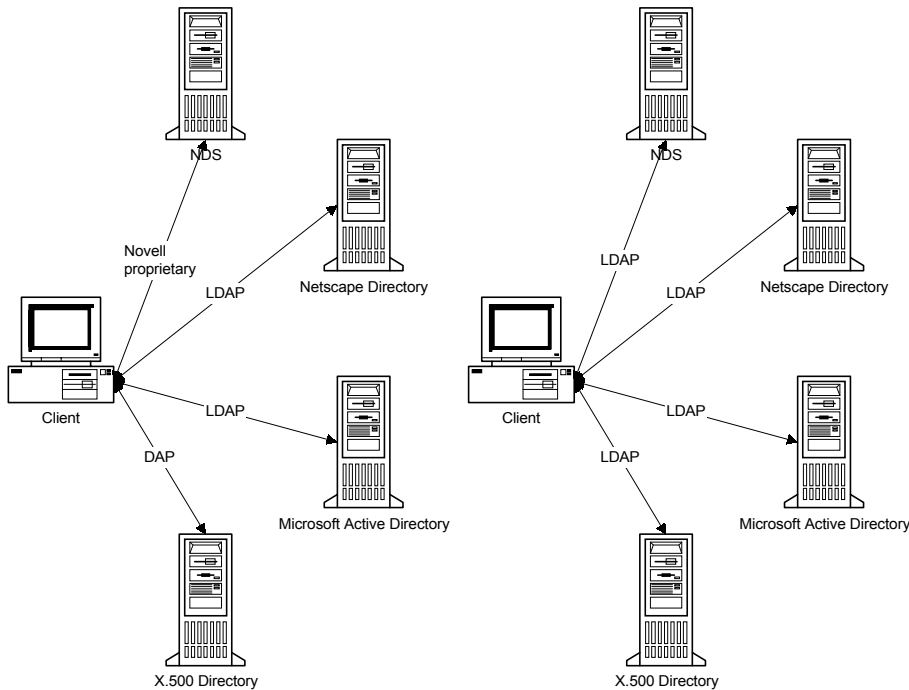 NDS
Novell
proprietary
LDAP
Netscape Directory
Client
LDAP
DAP
Microsoft Active Directory
X.500 Directory
NDS
LDAP
LDAP
Netscape Directory
Client
LDAP
LDAP
Microsoft Active Directory
X.500 Directory